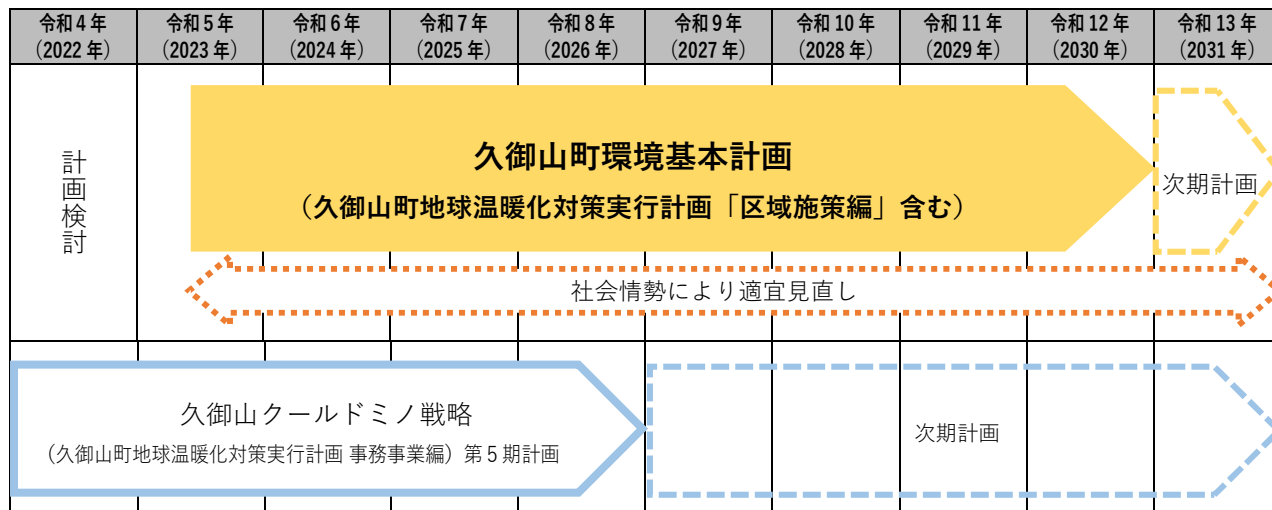 令和4年 令和5年 令和6年 令和7年 令和8年 令和9年 令和10年 令和11年 令和12年 令和13年
（2022年） （2023年） （2024年） （2025年） （2026年） （2027年） （2028年） （2029年） （2030年） （2031年）
計画検討
久御山町環境基本計画
（久御山町地球温暖化対策実行計画「区域施策編」含む）
次期計画
社会情勢により適宜見直し
久御山クールドミノ戦略
（久御山町地球温暖化対策実行計画 事務事業編）第5期計画
次期計画